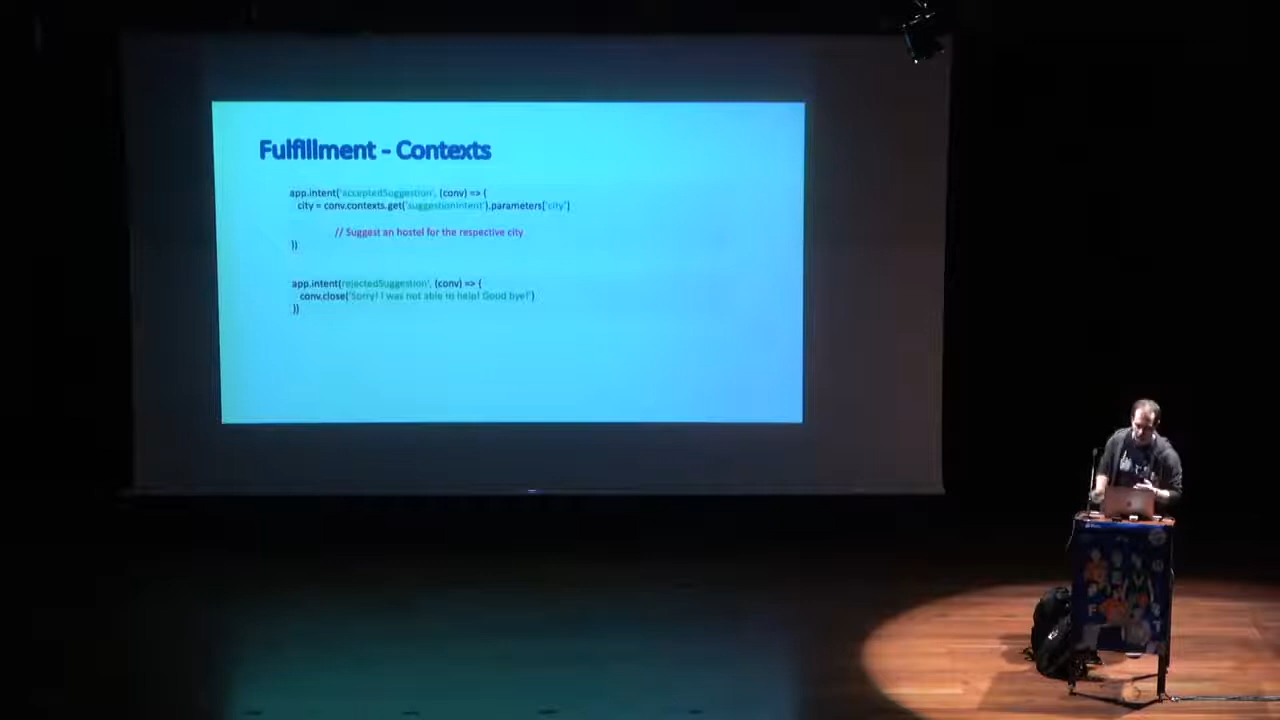 Fulfillment - Contexts
app.intent('acceptedSuggestion', (conv) => {
city = conv.contexts.get('suggestionIntent').parameters['city']
// Suggest an hostel for the respective city
})
app.intent(rejectedSuggestion', (conv) => {
conv.close('Sorry! I was not able to help! Good bye!')
})